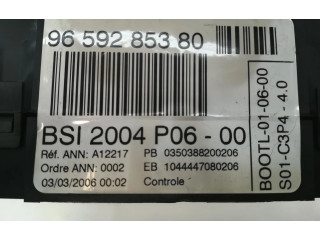 96 592 853 80
BSI 2004 P06 - 00
Réf. ANN: A12217 PB 0350388200206
Ordre ANN: 0002 EB 1044447080206
03/03/2006 00:02 Controle
BOOTL-01-06-00
S01-C3P4 - 4.0